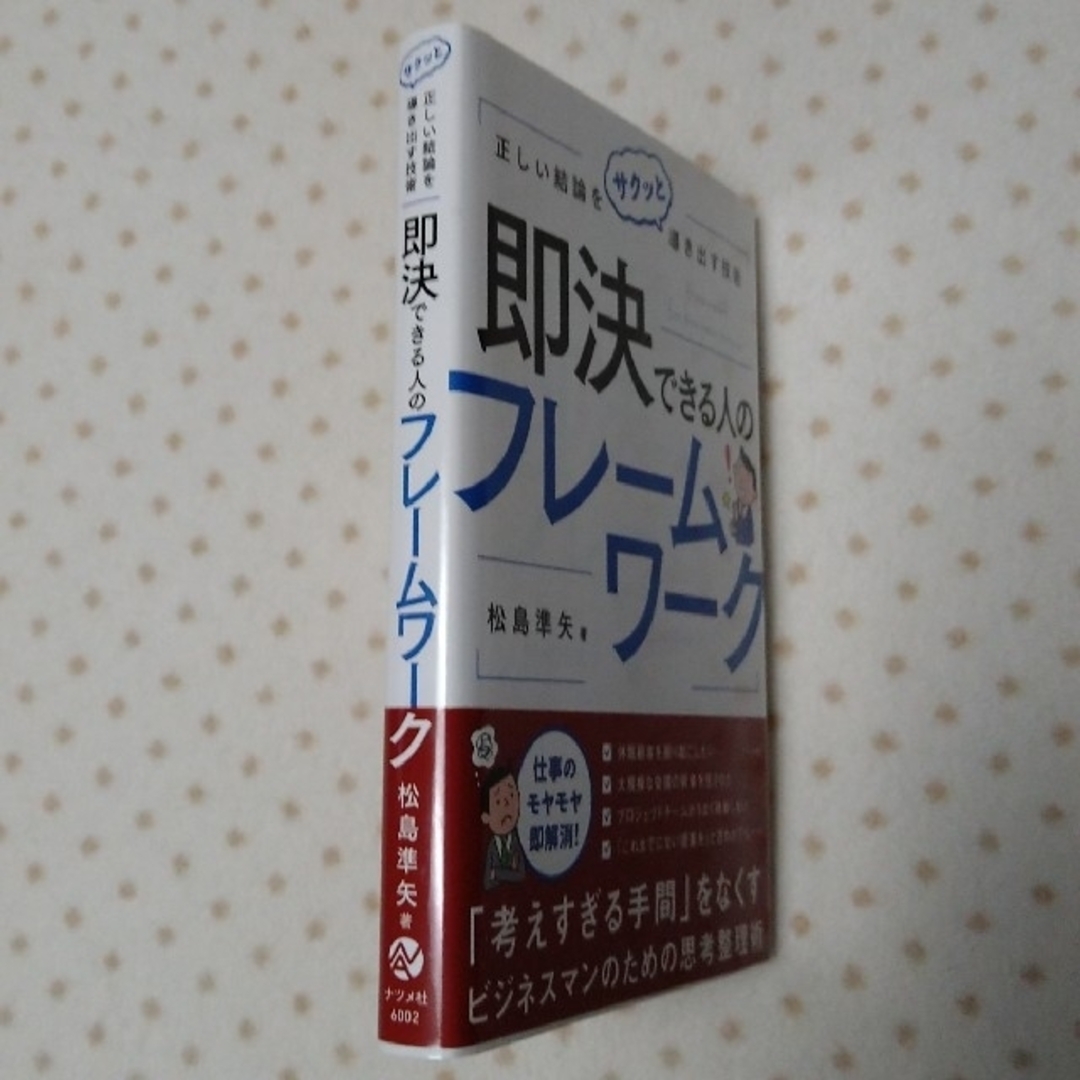 サクッと
正しい結論を
導き出す技術
即決できる人のフレームワーク
松島準矢 著
ナツメ社
6002
正しい結論を
サクッと
導き出す技術
即決できる人の
フレーム
ワーク
松島準矢 著
仕事の
モヤモヤ
即解消!
「考えすぎる手間」をなくす
ビジネスマンのための思考整理術